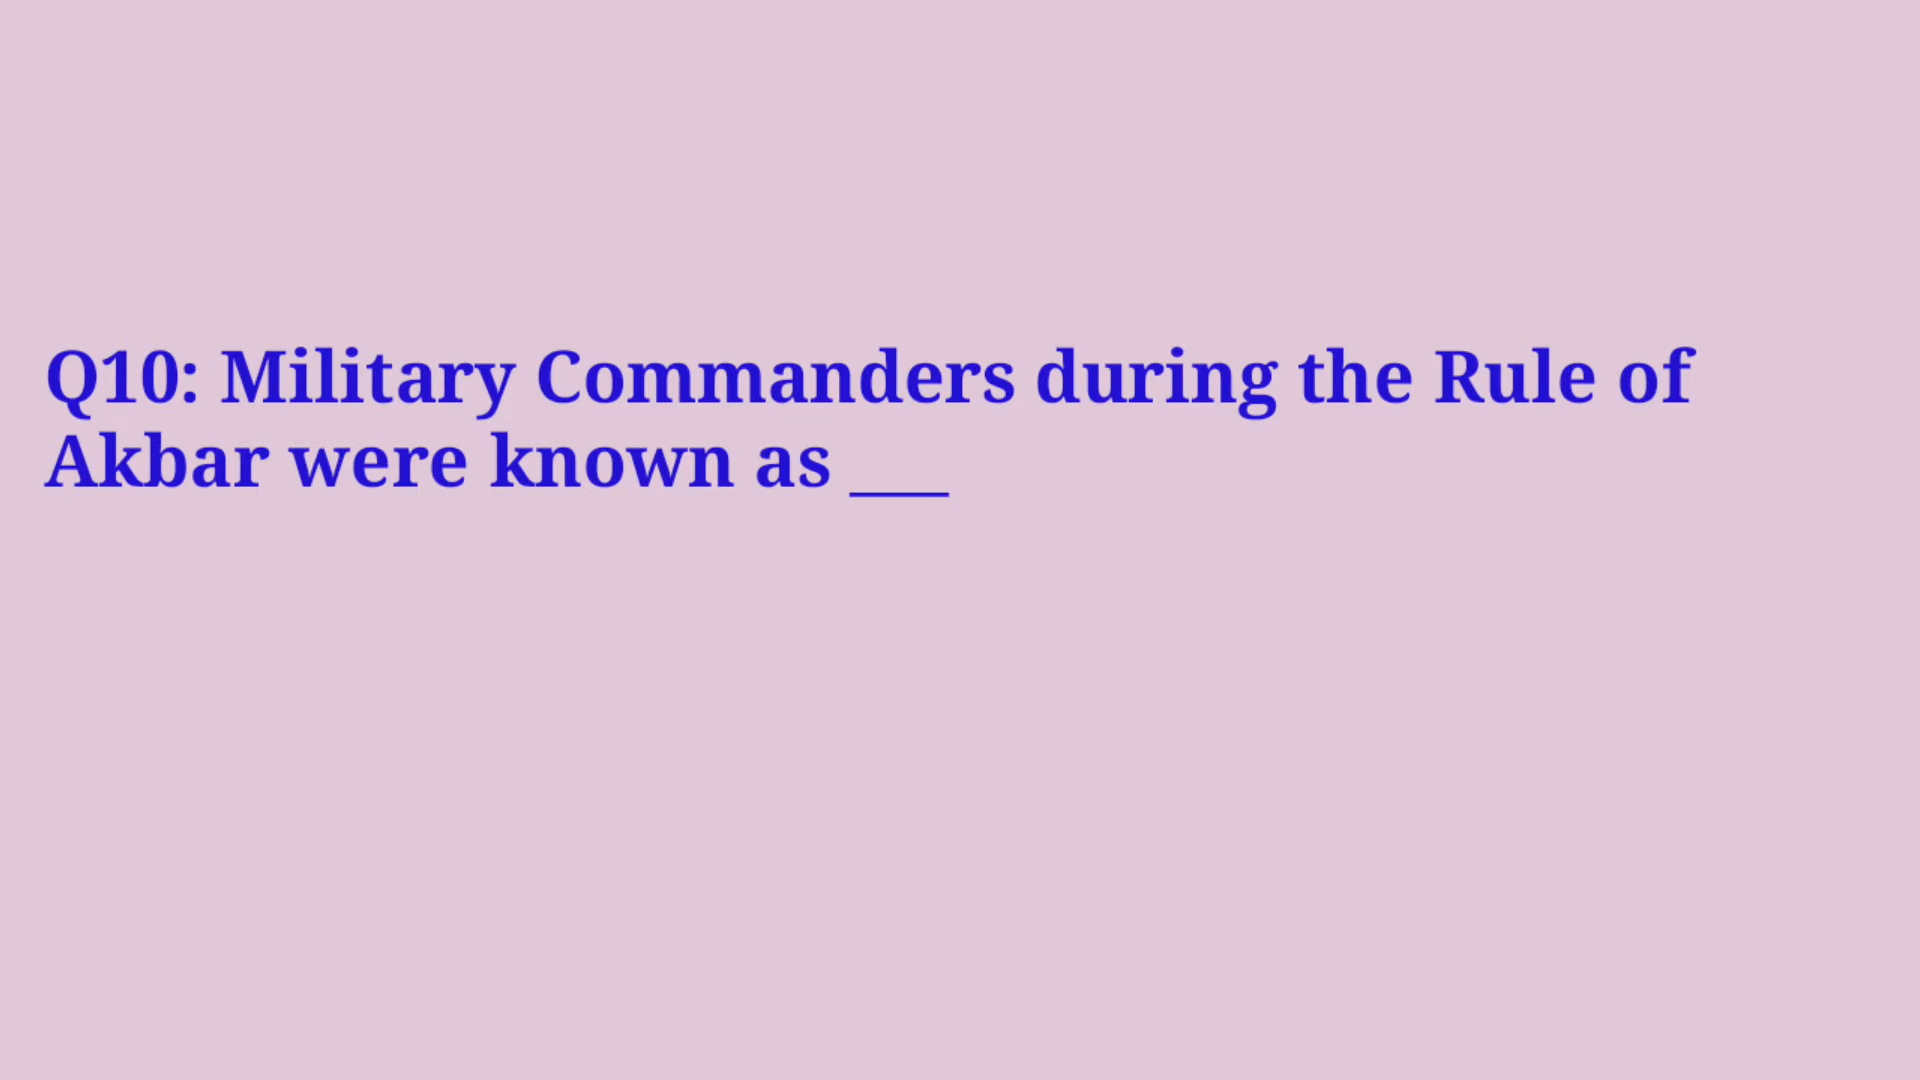 Q10: Military Commanders during the Rule of
Akbar were known as ___